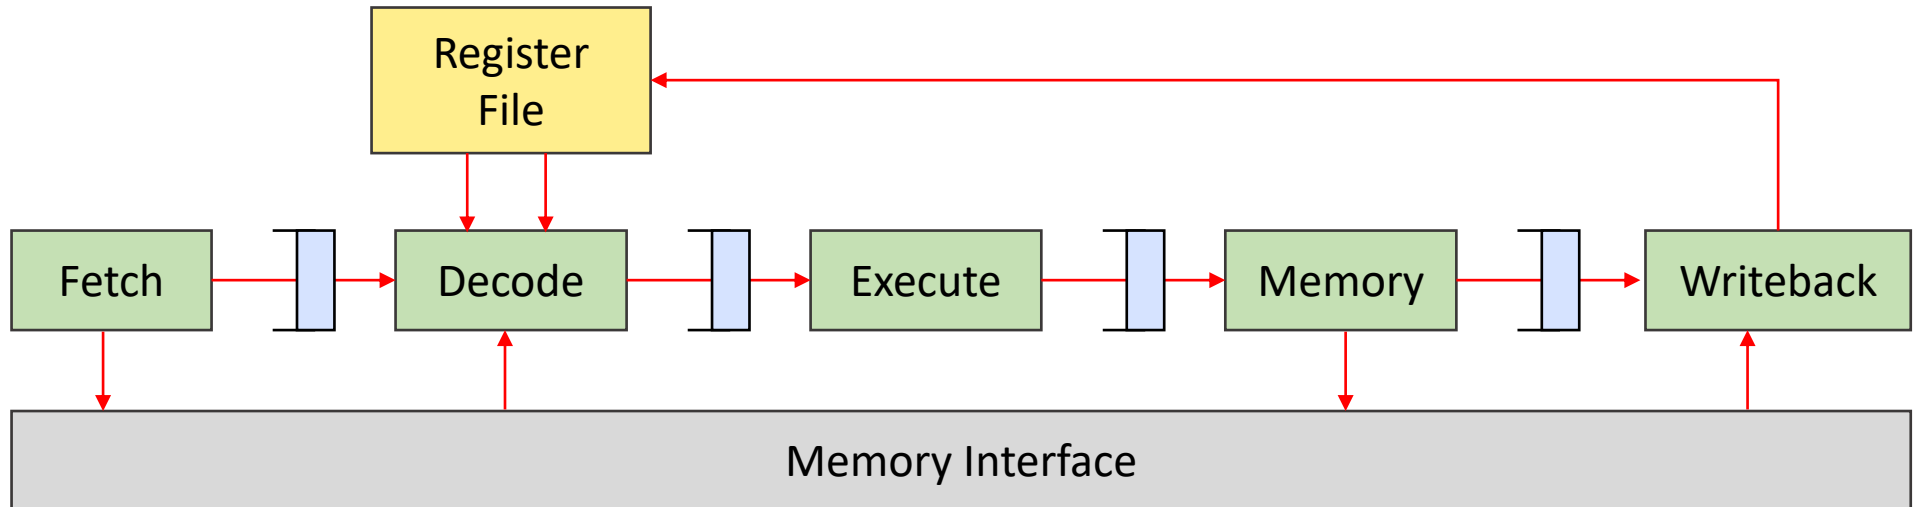 Register
File
Fetch
Decode
Execute
Memory
Writeback
Memory Interface